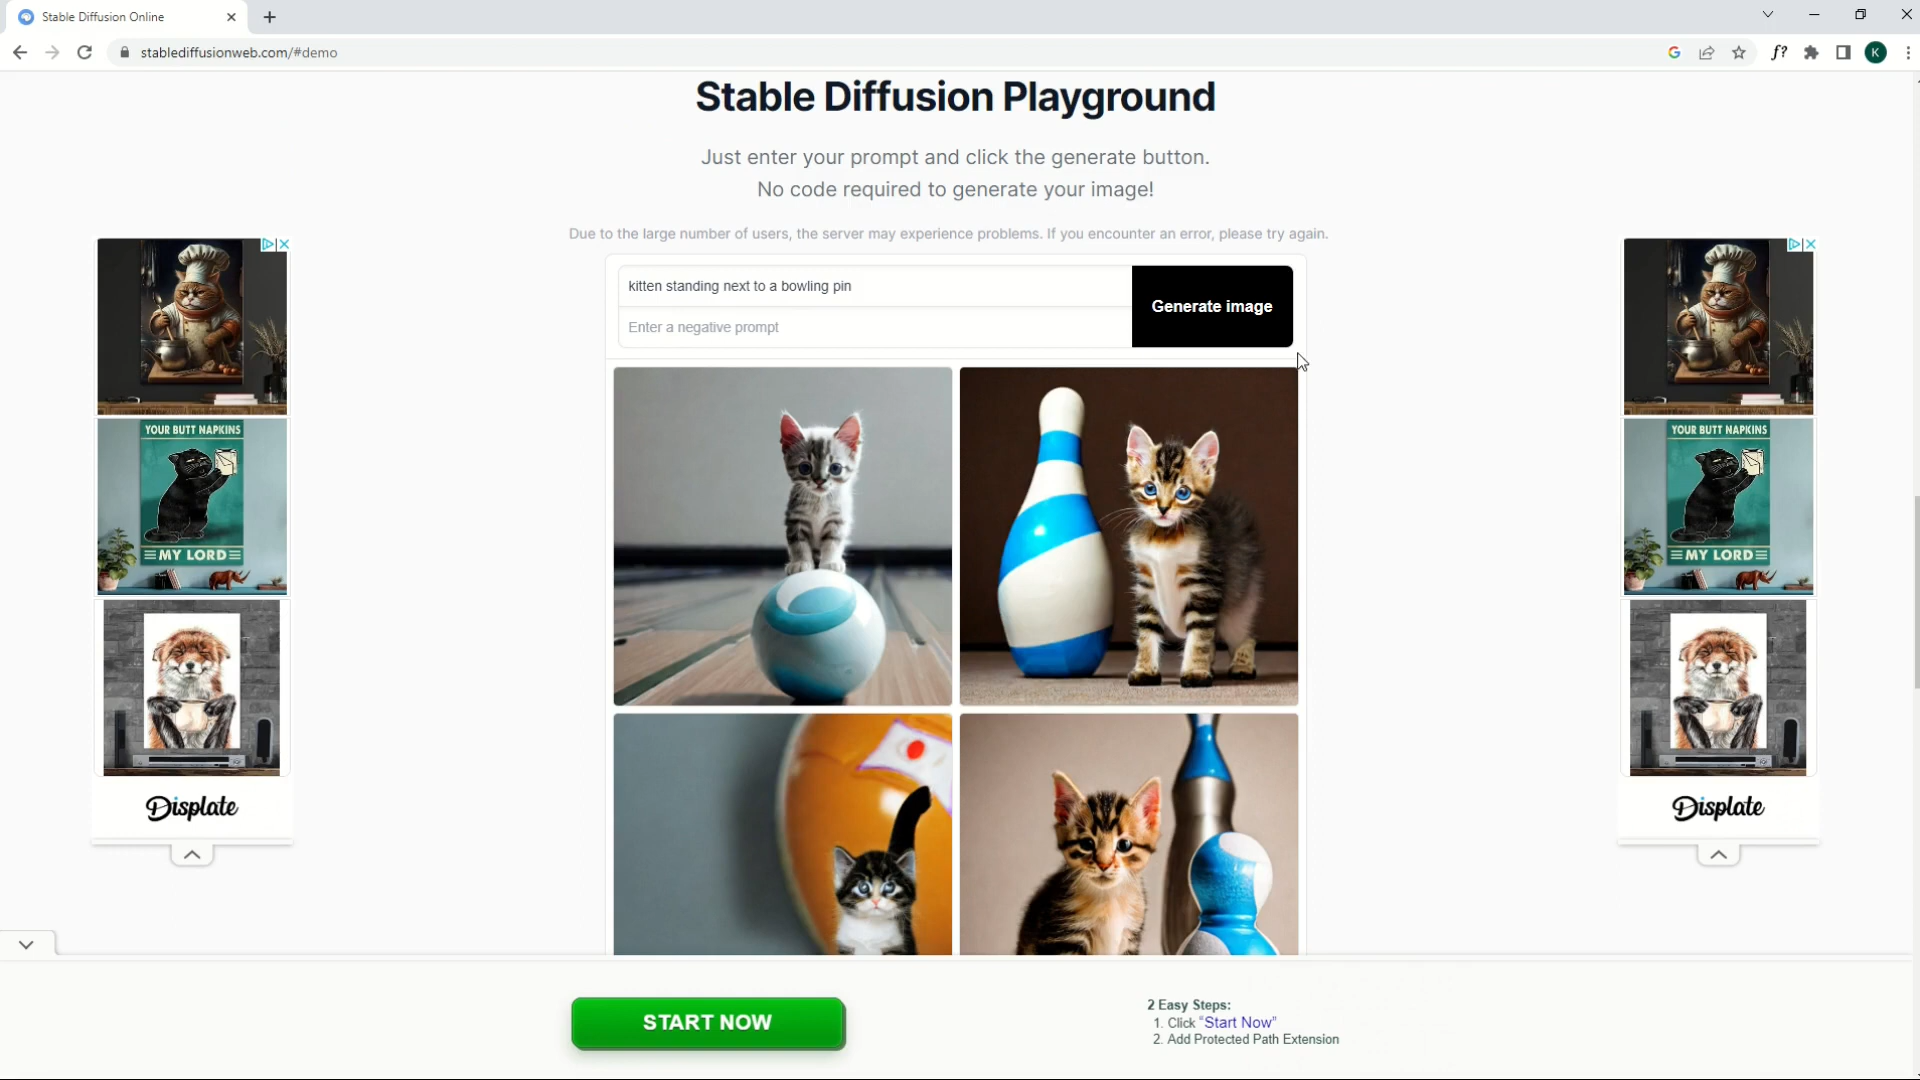 Stable Diffusion Online
stablediffusionweb.com/#demo
K
Stable Diffusion Playground
Just enter your prompt and click the generate button.
No code required to generate your image!
Due to the large number of users, the server may experience problems. If you encounter an error, please try again.
kitten standing next to a bowling pin
Enter a negative prompt
Generate image
YOUR BUTT NAPKINS
MY LORD
Displate
YOUR BUTT NAPKINS
MY LORD
Displate
START NOW
2 Easy Steps:
1. Click "Start Now"
2. Add Protected Path Extension